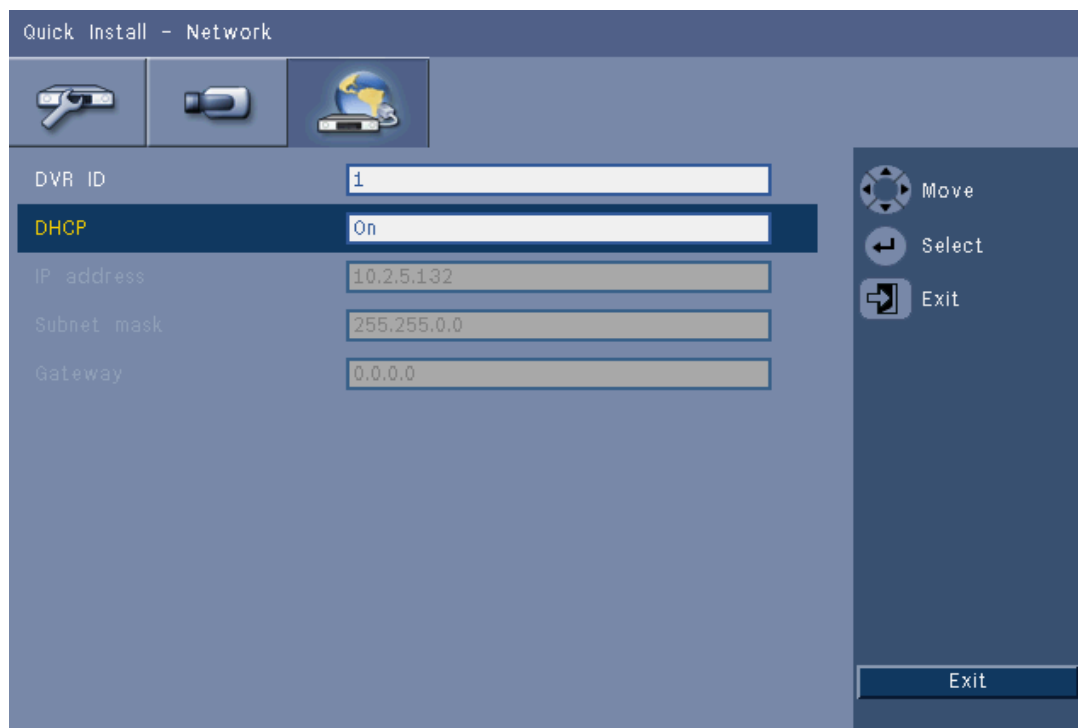 Quick Install - Network
DVR ID
1
DHCP
On
IP address
10.2.5.132
Subnet mask
255.255.0.0
Gateway
0.0.0.0
Move
Select
Exit
Exit